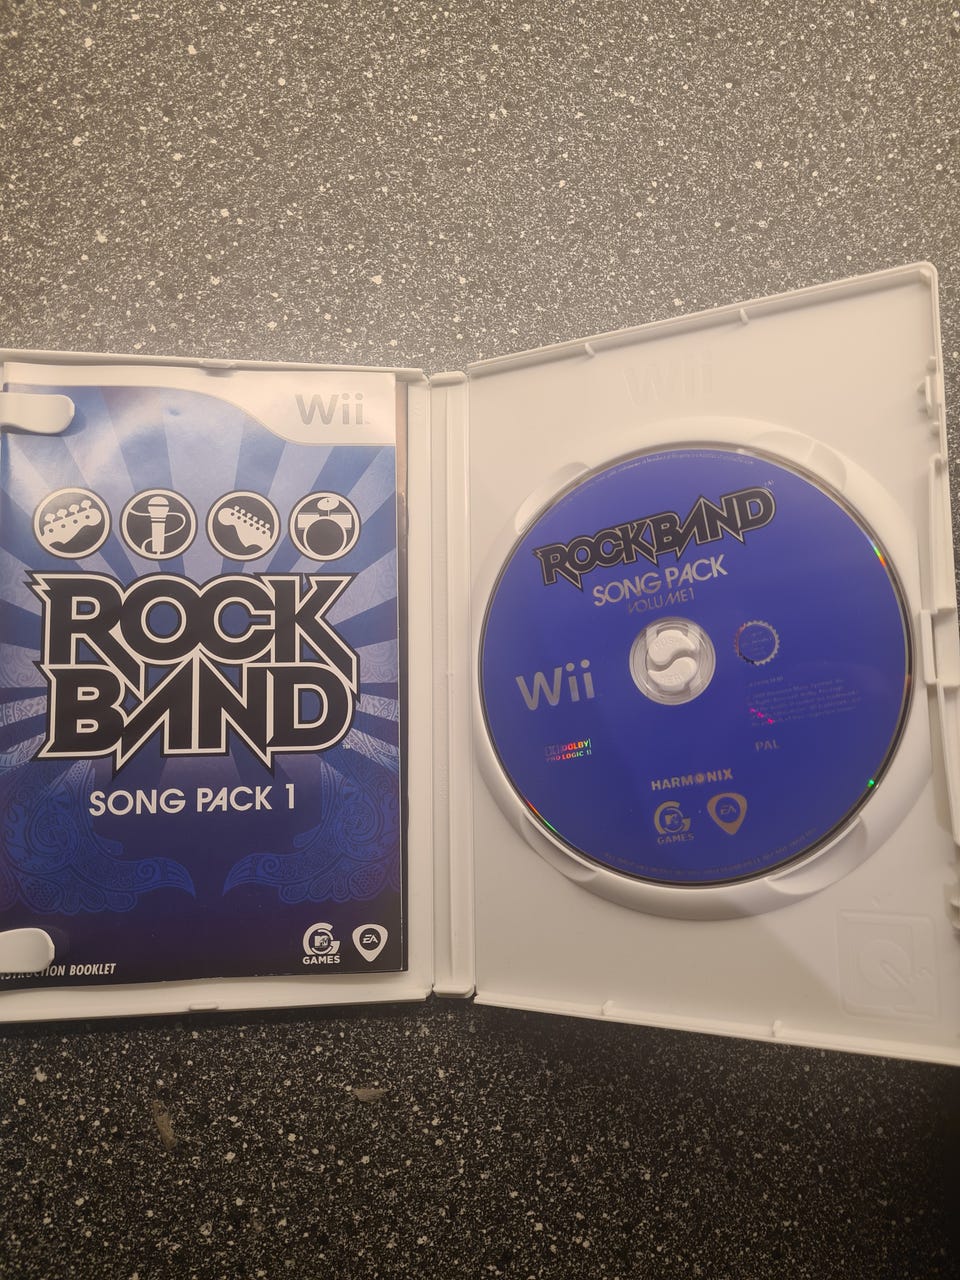 Wii
ROCK
BAND
SONG PACK 1
GAMES
EA
INSTRUCTION BOOKLET
Wii
ROCKBAND
SONG PACK
VOLUME 1
Wii
DOLBY
PRO LOGIC II
PAL
HARMONIX
GAMES
EA